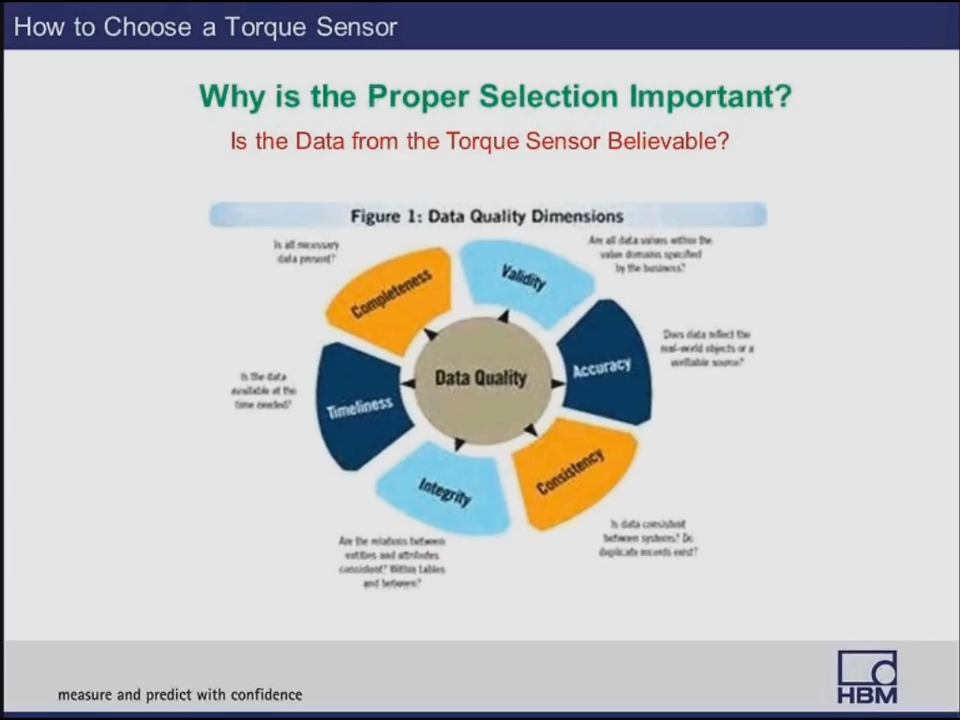 How to Choose a Torque Sensor
Why is the Proper Selection Important?
Is the Data from the Torque Sensor Believable?
Figure 1: Data Quality Dimensions
Is all necessary
data present?
Completeness
Validity
Are all data values within the
value domains specified
by the business?
Does data reflect the
real-world objects or a
verifiable source?
Accuracy
Data Quality
Is the data
available at the
time needed?
Timeliness
Integrity
Consistency
Is data consistent
between systems? Do
duplicate records exist?
Are the relations between
entities and attributes
consistent? Within tables
and between?
measure and predict with confidence
HBM